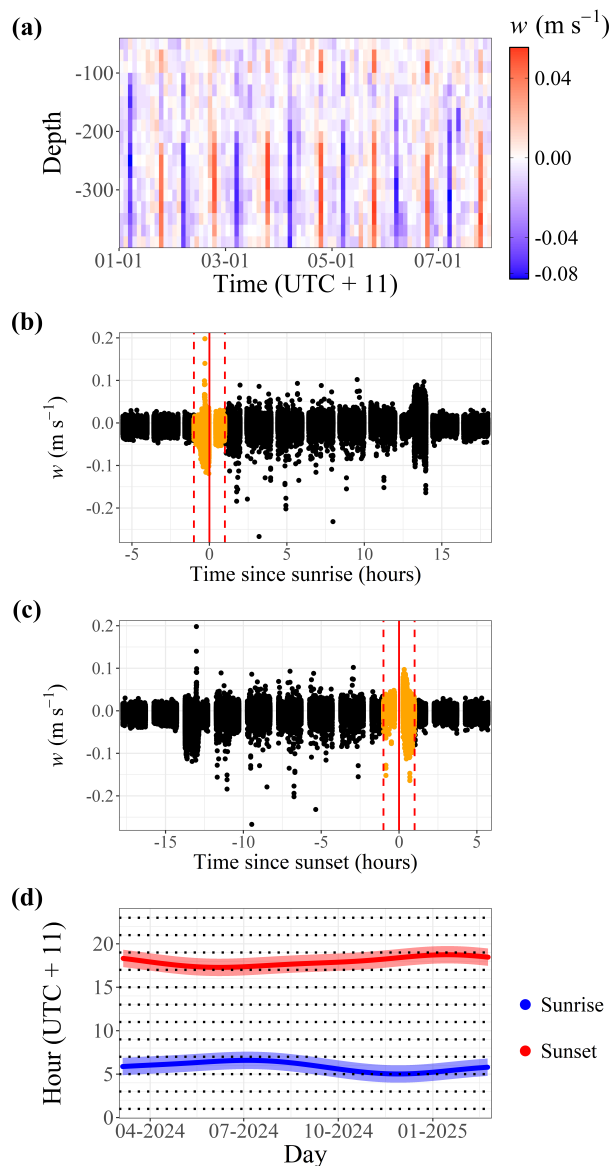 (a)
w (m s⁻¹)
Depth
-100
-200
-300
01-01
03-01
05-01
07-01
Time (UTC + 11)
0.04
0.00
-0.04
-0.08
(b)
w (m s⁻¹)
0.2
0.1
0.0
-0.1
-0.2
-5
0
5
10
15
Time since sunrise (hours)
(c)
w (m s⁻¹)
0.2
0.1
0.0
-0.1
-0.2
-15
-10
-5
0
5
Time since sunset (hours)
(d)
Hour (UTC + 11)
20
15
10
5
0
04-2024
07-2024
10-2024
01-2025
Day
Sunrise
Sunset